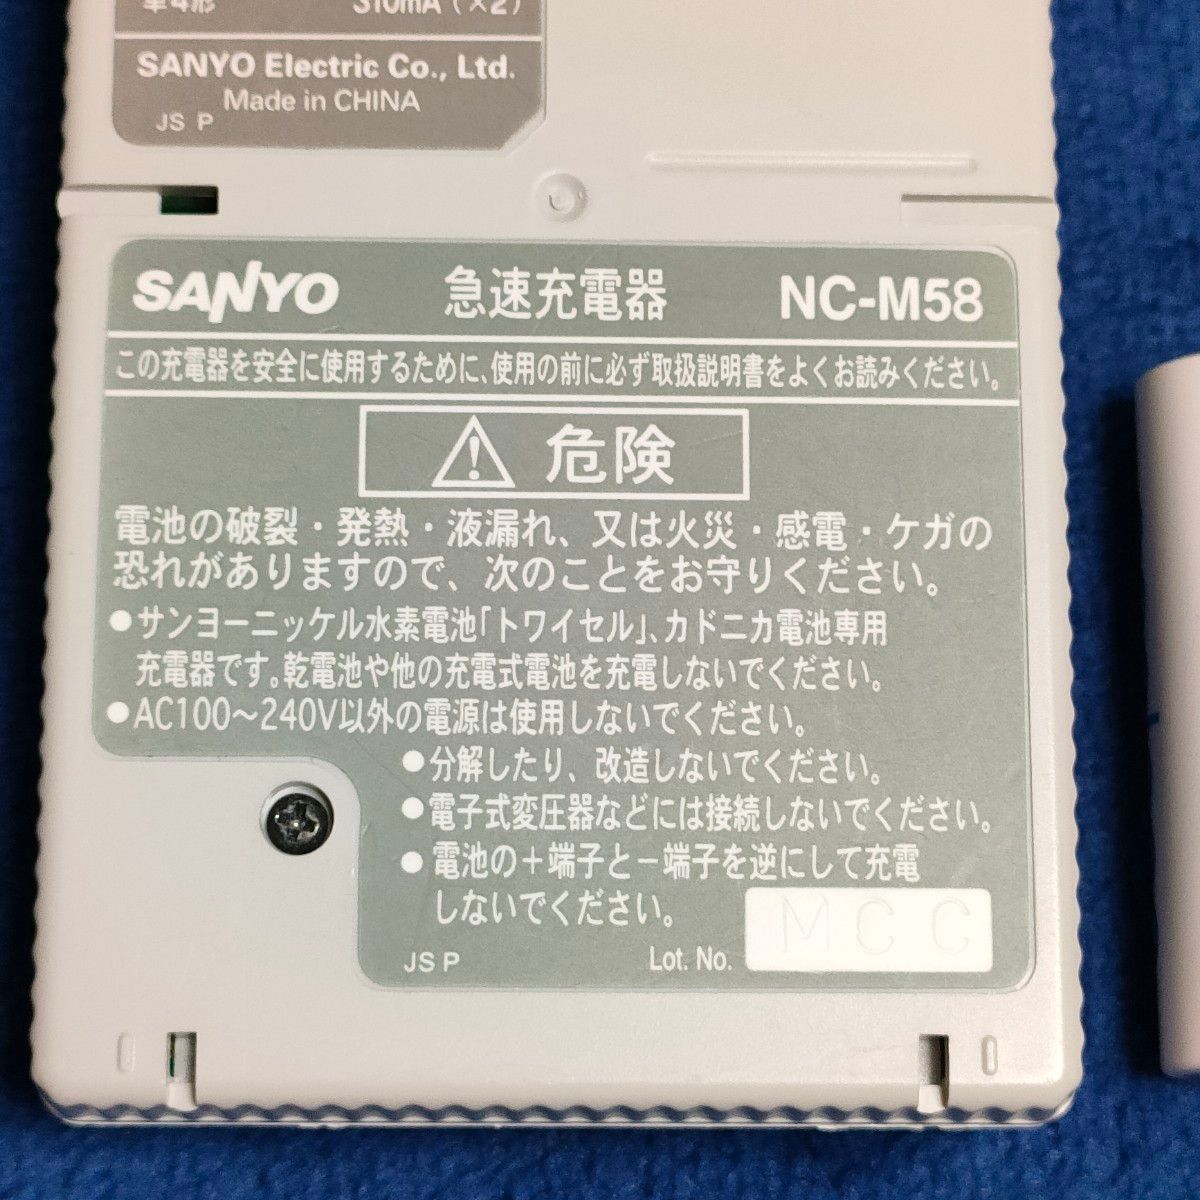 単4形 310mA (×2)
SANYO Electric Co., Ltd.
Made in CHINA
JS P
SANYO 急速充電器 NC-M58
この充電器を安全に使用するために、使用の前に必ず取扱説明書をよくお読みください。
危険
電池の破裂・発熱・液漏れ、又は火災・感電・ケガの
恐れがありますので、次のことをお守りください。
●サンヨーニッケル水素電池「トワイセル」、カドニカ電池専用
充電器です。乾電池や他の充電式電池を充電しないでください。
●AC100～240V以外の電源は使用しないでください。
●分解したり、改造しないでください。
●電子式変圧器などには接続しないでください。
●電池の＋端子と－端子を逆にして充電
しないでください。
JS P Lot. No. MCC